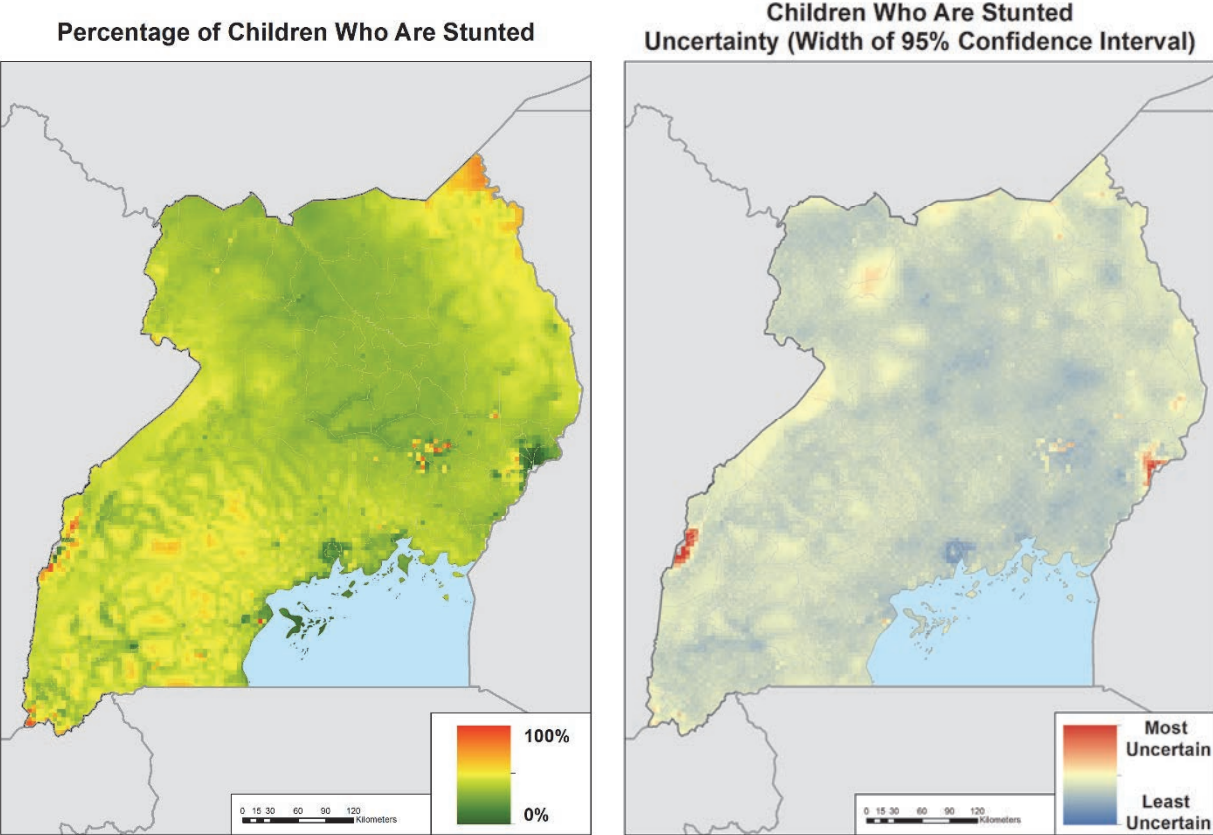 Percentage of Children Who Are Stunted
100%
0%
0 15 30 60 90 120
Kilometers
Children Who Are Stunted
Uncertainty (Width of 95% Confidence Interval)
Most
Uncertain
Least
Uncertain
0 15 30 60 90 120
Kilometers